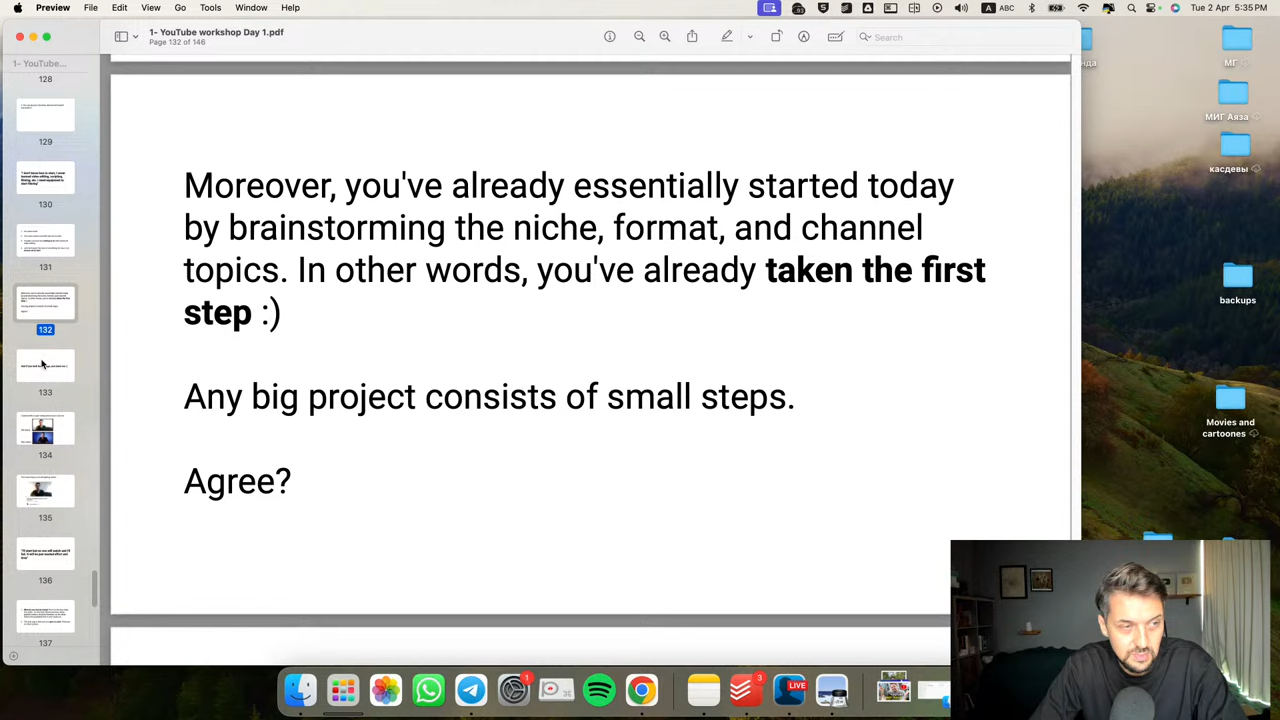 Preview File Edit View Go Tools Window Help
Tue 2 Apr 5:35 PM
1- YouTube workshop Day 1.pdf
Page 132 of 146
Search
1- YouTube...
128
129
130
131
132
133
134
135
136
137
Moreover, you've already essentially started today
by brainstorming the niche, format, and channel
topics. In other words, you've already taken the first
step :)
Any big project consists of small steps.
Agree?
нда
МГ
МИГ Аяза
касдевы
backups
Movies and
cartoones
1
3
LIVE
ABC
A